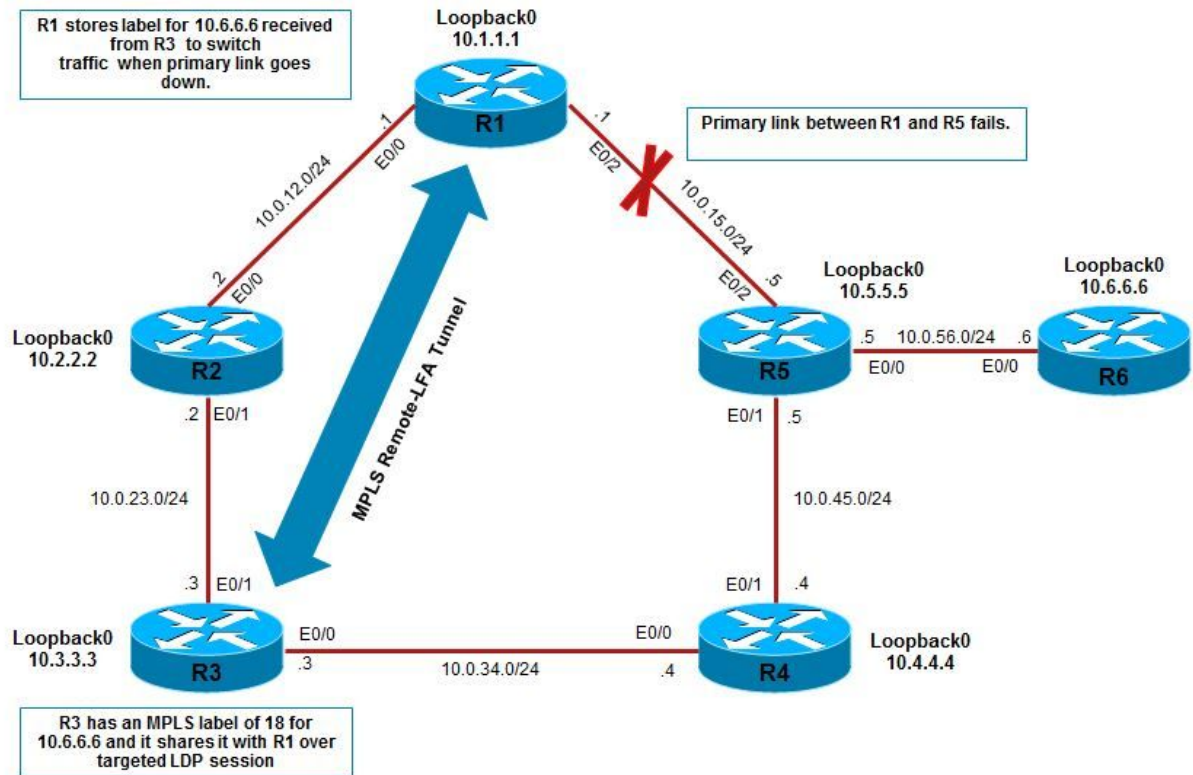 R1 stores label for 10.6.6.6 received
from R3 to switch
traffic when primary link goes
down.
Loopback0
10.1.1.1
R1
.1
E0/0
.1
E0/2
Primary link between R1 and R5 fails.
10.0.12.0/24
10.0.15.0/24
.2
E0/0
.5
E0/2
Loopback0
10.2.2.2
R2
MPLS Remote-LFA Tunnel
Loopback0
10.5.5.5
R5
Loopback0
10.6.6.6
R6
.5
10.0.56.0/24
.6
E0/0
E0/0
.2
E0/1
E0/1
.5
10.0.23.0/24
10.0.45.0/24
.3
E0/1
E0/1
.4
Loopback0
10.3.3.3
R3
E0/0
.3
10.0.34.0/24
E0/0
.4
R4
Loopback0
10.4.4.4
R3 has an MPLS label of 18 for
10.6.6.6 and it shares it with R1 over
targeted LDP session